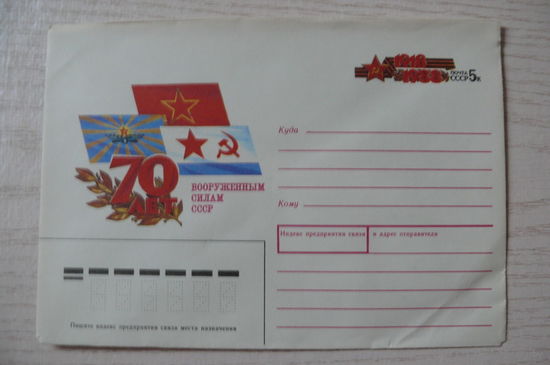 1918
1988
ПОЧТА
СССР 5к
70
ЛЕТ
ВООРУЖЕННЫМ
СИЛАМ
СССР
Куда
Кому
Индекс предприятия связи и адрес отправителя
Пишите индекс предприятия связи места назначения